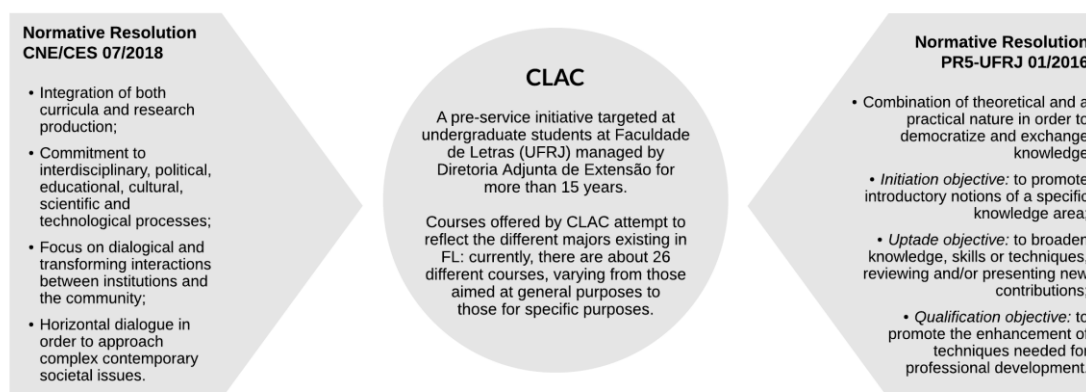 Normative Resolution
CNE/CES 07/2018
• Integration of both
curricula and research
production;
• Commitment to
interdisciplinary, political,
educational, cultural,
scientific and
technological processes;
• Focus on dialogical and
transforming interactions
between institutions and
the community;
• Horizontal dialogue in
order to approach
complex contemporary
societal issues.
CLAC
A pre-service initiative targeted at
undergraduate students at Faculdade
de Letras (UFRJ) managed by
Diretoria Adjunta de Extensão for
more than 15 years.
Courses offered by CLAC attempt to
reflect the different majors existing in
FL: currently, there are about 26
different courses, varying from those
aimed at general purposes to
those for specific purposes.
Normative Resolution
PR5-UFRJ 01/2016
• Combination of theoretical and a
practical nature in order to
democratize and exchange
knowledge
• Initiation objective: to promote
introductory notions of a specific
knowledge area;
• Uptade objective: to broaden
knowledge, skills or techniques,
reviewing and/or presenting new
contributions;
• Qualification objective: to
promote the enhancement of
techniques needed for
professional development.